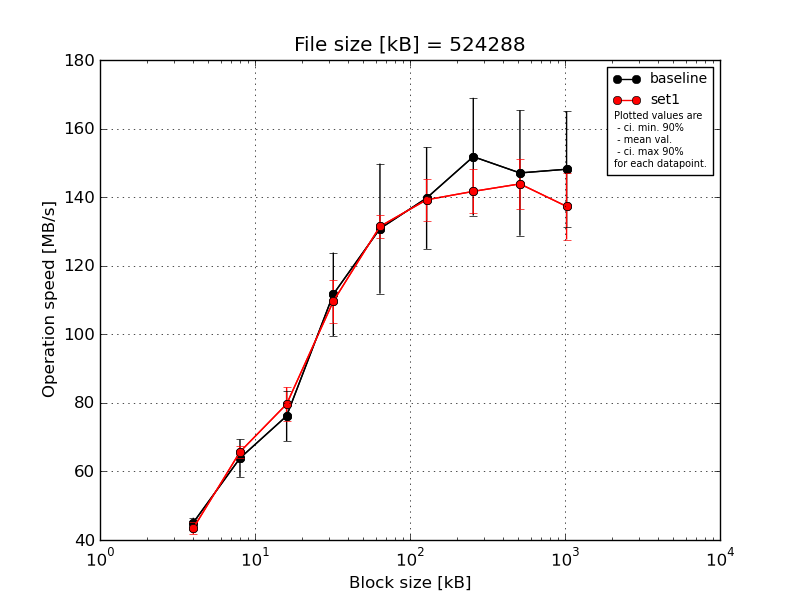 File size [kB] = 524288
180
160
140
120
100
80
60
40
Operation speed [MB/s]
baseline
set1
Plotted values are
- ci. min. 90%
- mean val.
- ci. max 90%
for each datapoint.
10^0 10^1 10^2 10^3 10^4
Block size [kB]